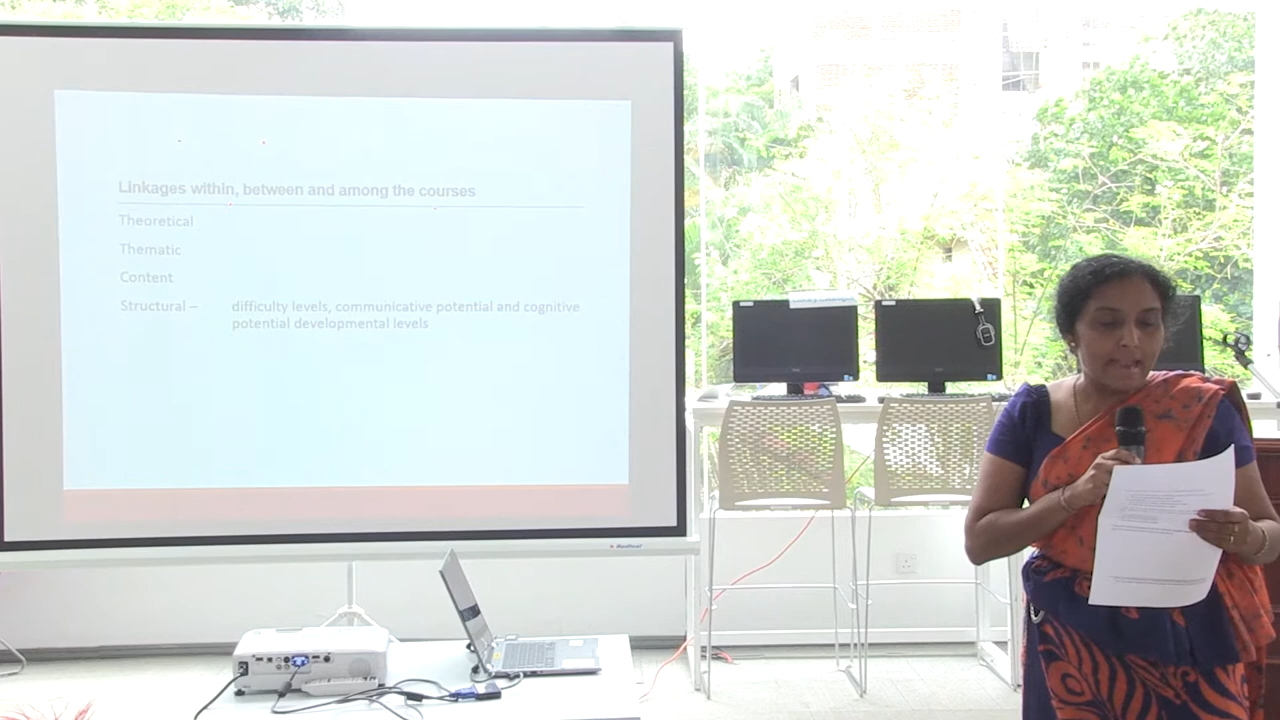 Linkages within, between and among the courses
Theoretical
Thematic
Content
Structural – difficulty levels, communicative potential and cognitive
potential developmental levels